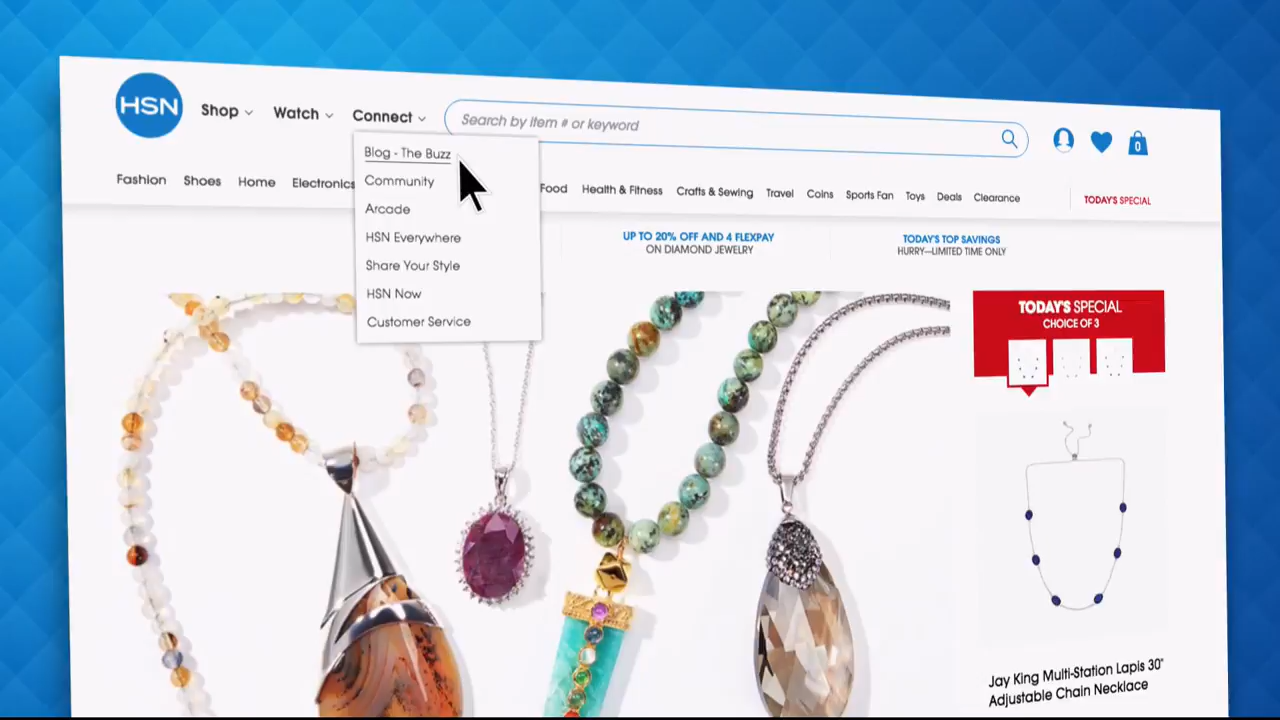 HSN
Shop
Watch
Connect
Search by item # or keyword
0
Blog - The Buzz
Community
Arcade
HSN Everywhere
Share Your Style
HSN Now
Customer Service
Fashion
Shoes
Home
Electronics
Food
Health & Fitness
Crafts & Sewing
Travel
Coins
Sports Fan
Toys
Deals
Clearance
TODAY'S SPECIAL
UP TO 20% OFF AND 4 FLEXPAY
ON DIAMOND JEWELRY
TODAY'S TOP SAVINGS
HURRY—LIMITED TIME ONLY
TODAY'S SPECIAL
CHOICE OF 3
Jay King Multi-Station Lapis 30"
Adjustable Chain Necklace